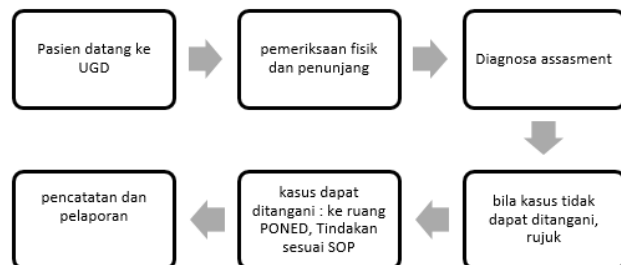 Pasien datang ke
UGD
pemeriksaan fisik
dan penunjang
Diagnosa assasment
bila kasus tidak
dapat ditangani,
rujuk
kasus dapat
ditangani : ke ruang
PONED, Tindakan
sesuai SOP
pencatatan dan
pelaporan